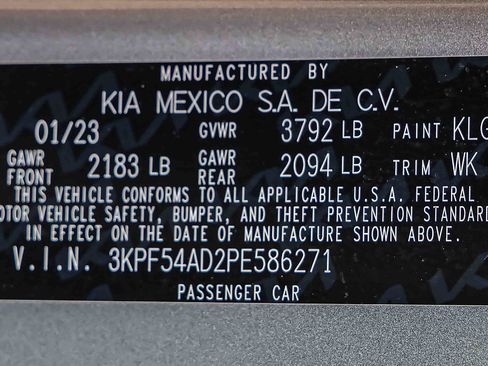 MANUFACTURED BY
KIA MEXICO S.A. DE C.V.
01/23 GVWR 3792 LB PAINT KLG
GAWR FRONT 2183 LB GAWR REAR 2094 LB TRIM WK
THIS VEHICLE CONFORMS TO ALL APPLICABLE U.S.A. FEDERAL
OTOR VEHICLE SAFETY, BUMPER, AND THEFT PREVENTION STANDARD
IN EFFECT ON THE DATE OF MANUFACTURE SHOWN ABOVE.
V.I.N. 3KPF54AD2PE586271
PASSENGER CAR